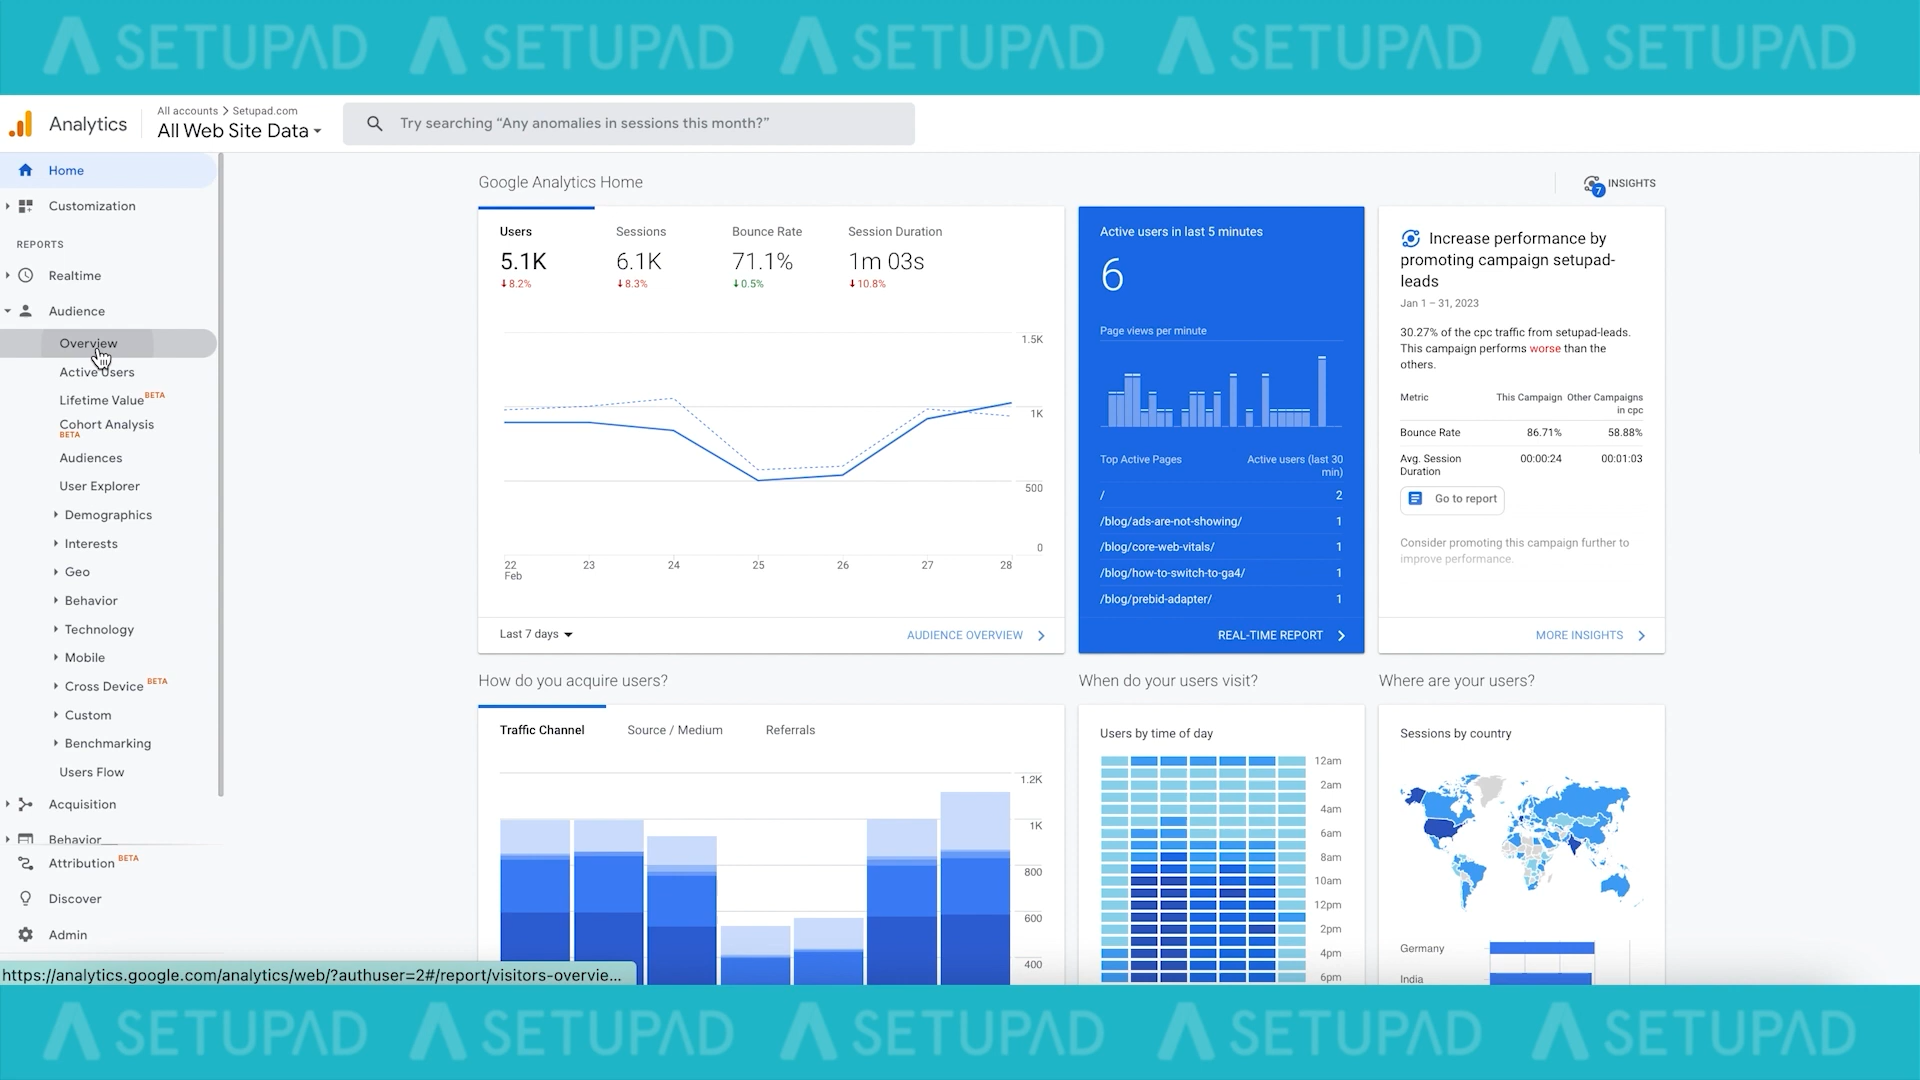 SETUPAD SETUPAD SETUPAD SETUPAD SETUPAD
Analytics
All accounts > Setupad.com
All Web Site Data
Try searching “Any anomalies in sessions this month?”
Home
Customization
REPORTS
Realtime
Audience
Overview
Active Users
Lifetime Value BETA
Cohort Analysis
BETA
Audiences
User Explorer
Demographics
Interests
Geo
Behavior
Technology
Mobile
Cross Device BETA
Custom
Benchmarking
Users Flow
Acquisition
Behavior
Attribution BETA
Discover
Admin
https://analytics.google.com/analytics/web/?authuser=2#/report/visitors-overvie...
Google Analytics Home
7 INSIGHTS
Users Sessions Bounce Rate Session Duration
5.1K 6.1K 71.1% 1m 03s
8.2% 8.3% 0.5% 10.8%
1.5K
1K
500
0
22 23 24 25 26 27 28
Feb
Last 7 days
AUDIENCE OVERVIEW
Active users in last 5 minutes
6
Page views per minute
Top Active Pages Active users (last 30
min)
/ 2
/blog/ads-are-not-showing/ 1
/blog/core-web-vitals/ 1
/blog/how-to-switch-to-ga4/ 1
/blog/prebid-adapter/ 1
REAL-TIME REPORT
Increase performance by
promoting campaign setupad-
leads
Jan 1 – 31, 2023
30.27% of the cpc traffic from setupad-leads.
This campaign performs worse than the
others.
Metric This Campaign Other Campaigns
in cpc
Bounce Rate 86.71% 58.88%
Avg. Session 00:00:24 00:01:03
Duration
Go to report
Consider promoting this campaign further to
improve performance.
MORE INSIGHTS
How do you acquire users?
Traffic Channel Source / Medium Referrals
1.2K
1K
800
600
400
When do your users visit?
Users by time of day
12am
2am
4am
6am
8am
10am
12pm
2pm
4pm
6pm
Where are your users?
Sessions by country
Germany
India
SETUPAD SETUPAD SETUPAD SETUPAD SETUPAD